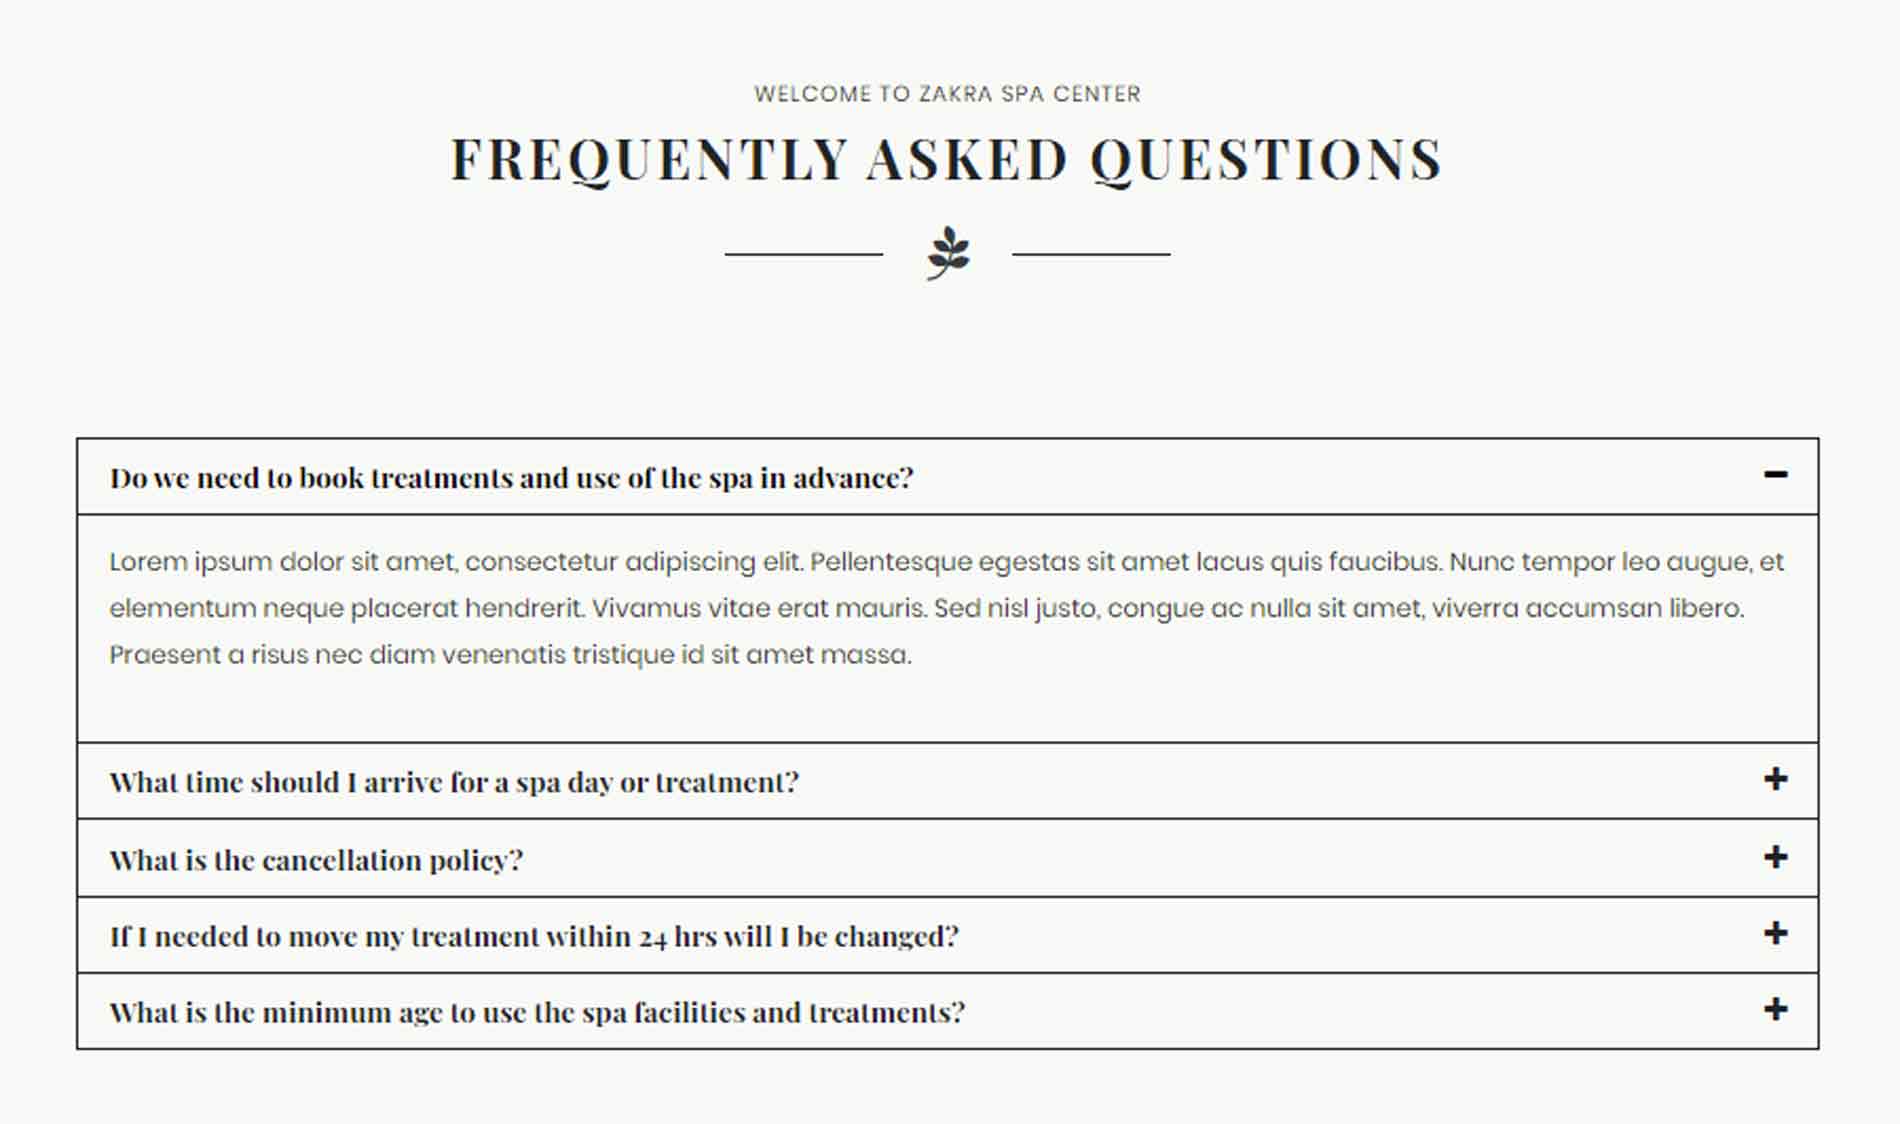 WELCOME TO ZAKRA SPA CENTER
FREQUENTLY ASKED QUESTIONS
Do we need to book treatments and use of the spa in advance?
Lorem ipsum dolor sit amet, consectetur adipiscing elit. Pellentesque egestas sit amet lacus quis faucibus. Nunc tempor leo augue, et
elementum neque placerat hendrerit. Vivamus vitae erat mauris. Sed nisl justo, congue ac nulla sit amet, viverra accumsan libero.
Praesent a risus nec diam venenatis tristique id sit amet massa.
What time should I arrive for a spa day or treatment?
What is the cancellation policy?
If I needed to move my treatment within 24 hrs will I be changed?
What is the minimum age to use the spa facilities and treatments?